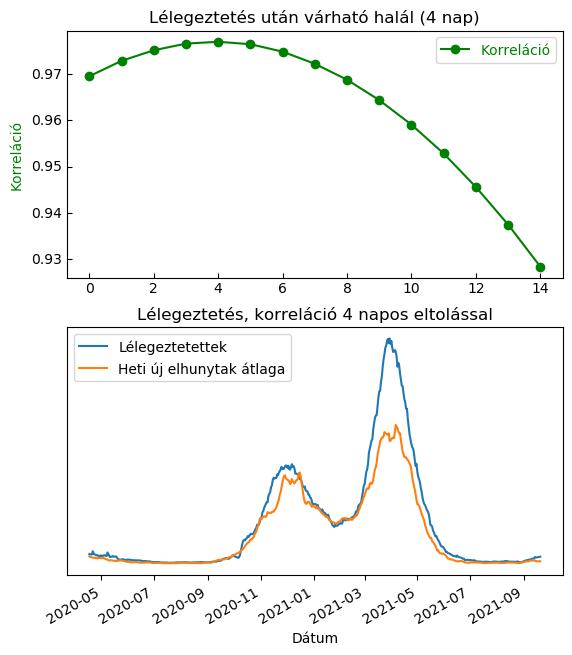 Lélegeztetés után várható halál (4 nap)
Korreláció
Korreláció
0.97
0.96
0.95
0.94
0.93
0 2 4 6 8 10 12 14
Lélegeztetés, korreláció 4 napos eltolással
Lélegeztetettek
Heti új elhunytak átlaga
2020-05 2020-07 2020-09 2020-11 2021-01 2021-03 2021-05 2021-07 2021-09
Dátum